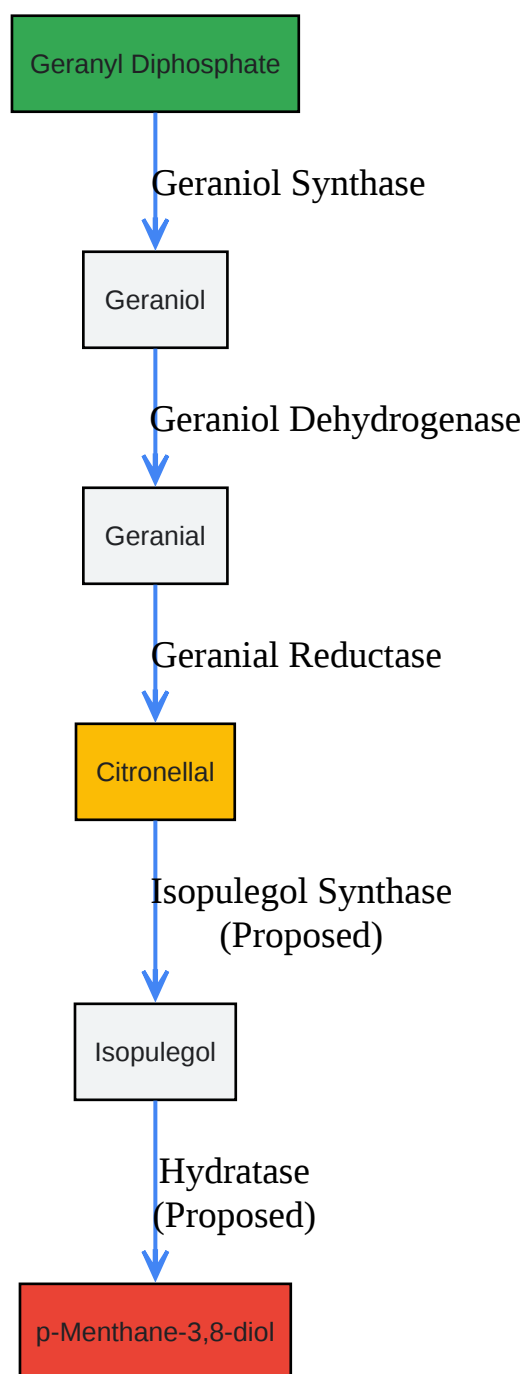 Geranyl Diphosphate
Geraniol Synthase
Geraniol
Geraniol Dehydrogenase
Geranial
Geranial Reductase
Citronellal
Isopulegol Synthase
(Proposed)
Isopulegol
Hydratase
(Proposed)
p-Menthane-3,8-diol